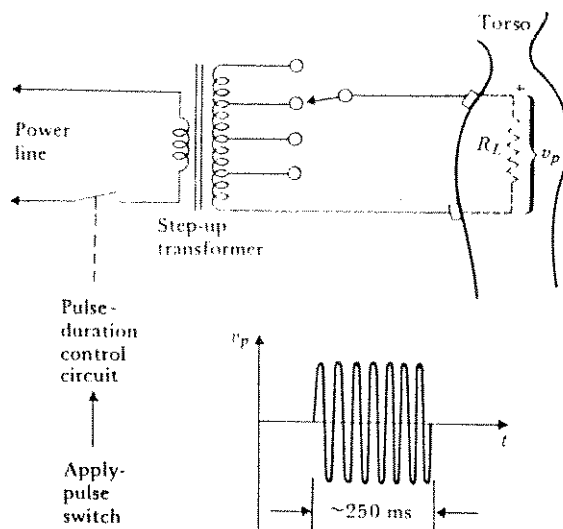 Torso
+
Power
line
R_L
v_p
Step-up
transformer
Pulse-
duration
control
circuit
v_p
t
Apply-
pulse
switch
~250 ms